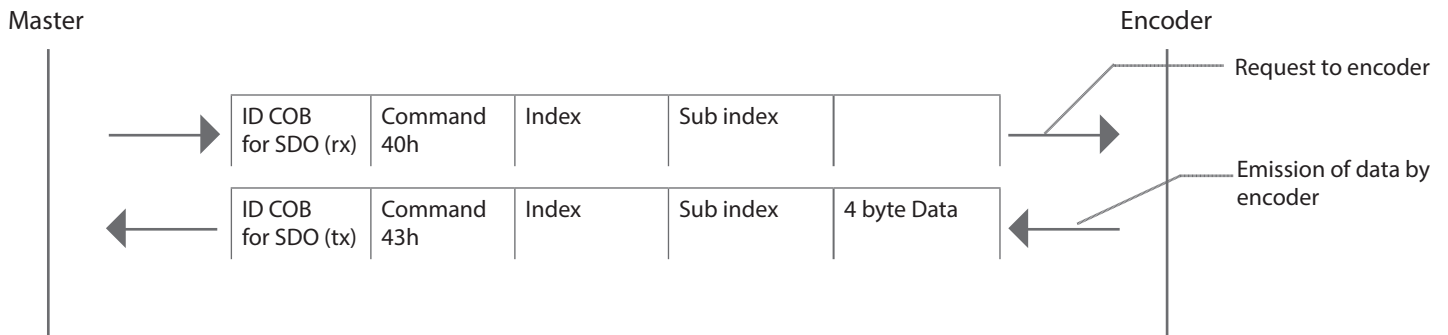 Master
Encoder
Request to encoder
ID COB
for SDO (rx)
Command
40h
Index
Sub index
Emission of data by
encoder
ID COB
for SDO (tx)
Command
43h
Index
Sub index
4 byte Data